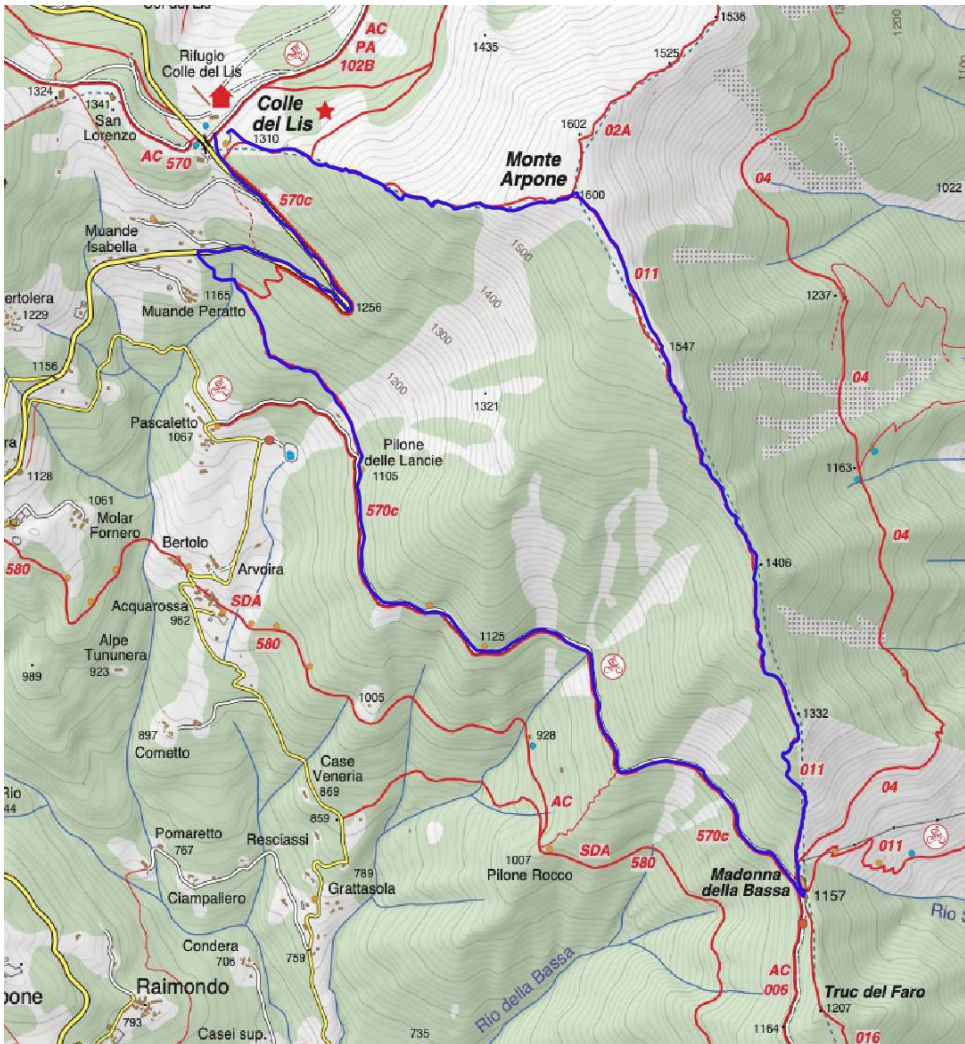 1536
AC
PA
102B
1435
1525
1200
Rifugio
Colle del Lis
1324
1341
San
Lorenzo
Colle
del Lis
1310
1602
02A
04
AC
570
Monte
Arpone
1600
1022
570c
Muande
Isabella
1500
011
1165
Muande Peratto
1256
1400
1237
ertolera
1229
1300
1547
1156
1200
1321
04
Pascaletto
1067
Pilone
delle Lancie
1105
1128
1163
1061
Molar
Fornero
570c
04
580
Bertolo
Arvoira
1406
Acquarossa
962
SDA
580
Alpe
Tununera
923
989
1125
1005
1332
897
Cometto
928
011
Case
Veneria
869
859
Rio
44
AC
04
Pomaretto
767
Resciassi
570c
011
SDA
580
1007
Pilone Rocco
789
Grattasola
Ciampaliero
Madonna
della Bassa
1157
Rio S
Condera
706
759
Rio della Bassa
AC
006
pone
Raimondo
793
Truc del Faro
1207
Casei sup.
735
1164
016